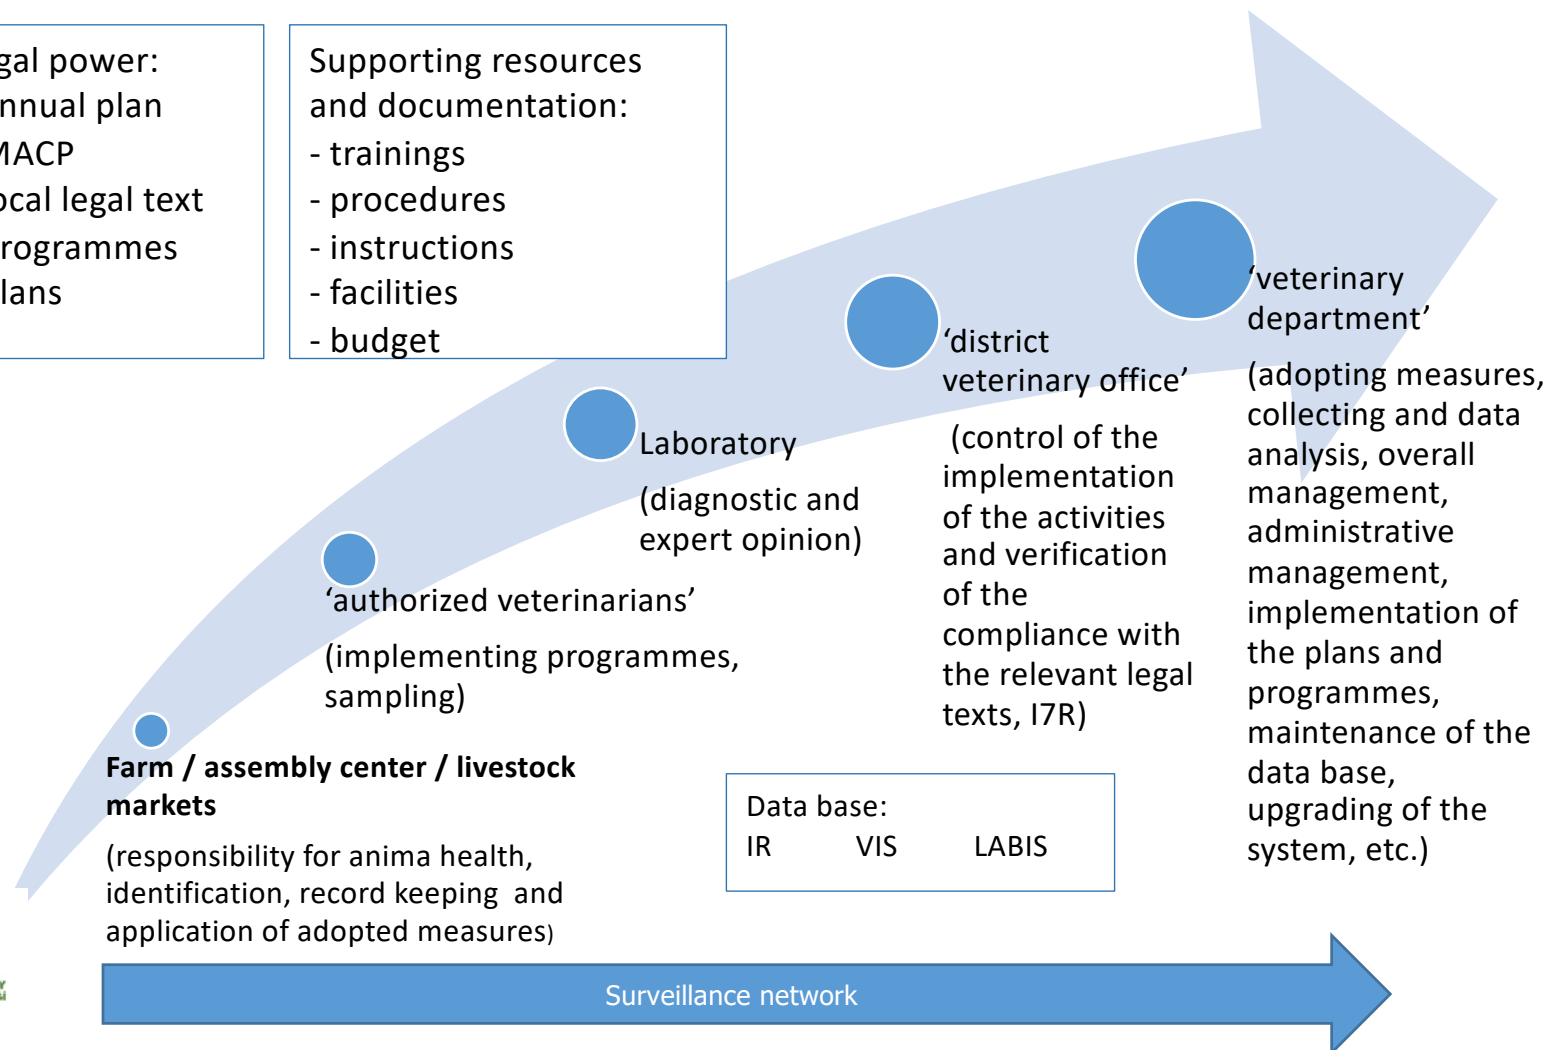 gal power:
nnual plan
MACP
ocal legal text
rogrammes
lans
Supporting resources
and documentation:
- trainings
- procedures
- instructions
- facilities
- budget
‘veterinary
department’
(adopting measures,
collecting and data
analysis, overall
management,
administrative
management,
implementation of
the plans and
programmes,
maintenance of the
data base,
upgrading of the
system, etc.)
‘district
veterinary office’
(control of the
implementation
of the activities
and verification
of the
compliance with
the relevant legal
texts, I7R)
Laboratory
(diagnostic and
expert opinion)
‘authorized veterinarians’
(implementing programmes,
sampling)
Farm / assembly center / livestock
markets
(responsibility for anima health,
identification, record keeping and
application of adopted measures)
Data base:
IR VIS LABIS
Surveillance network